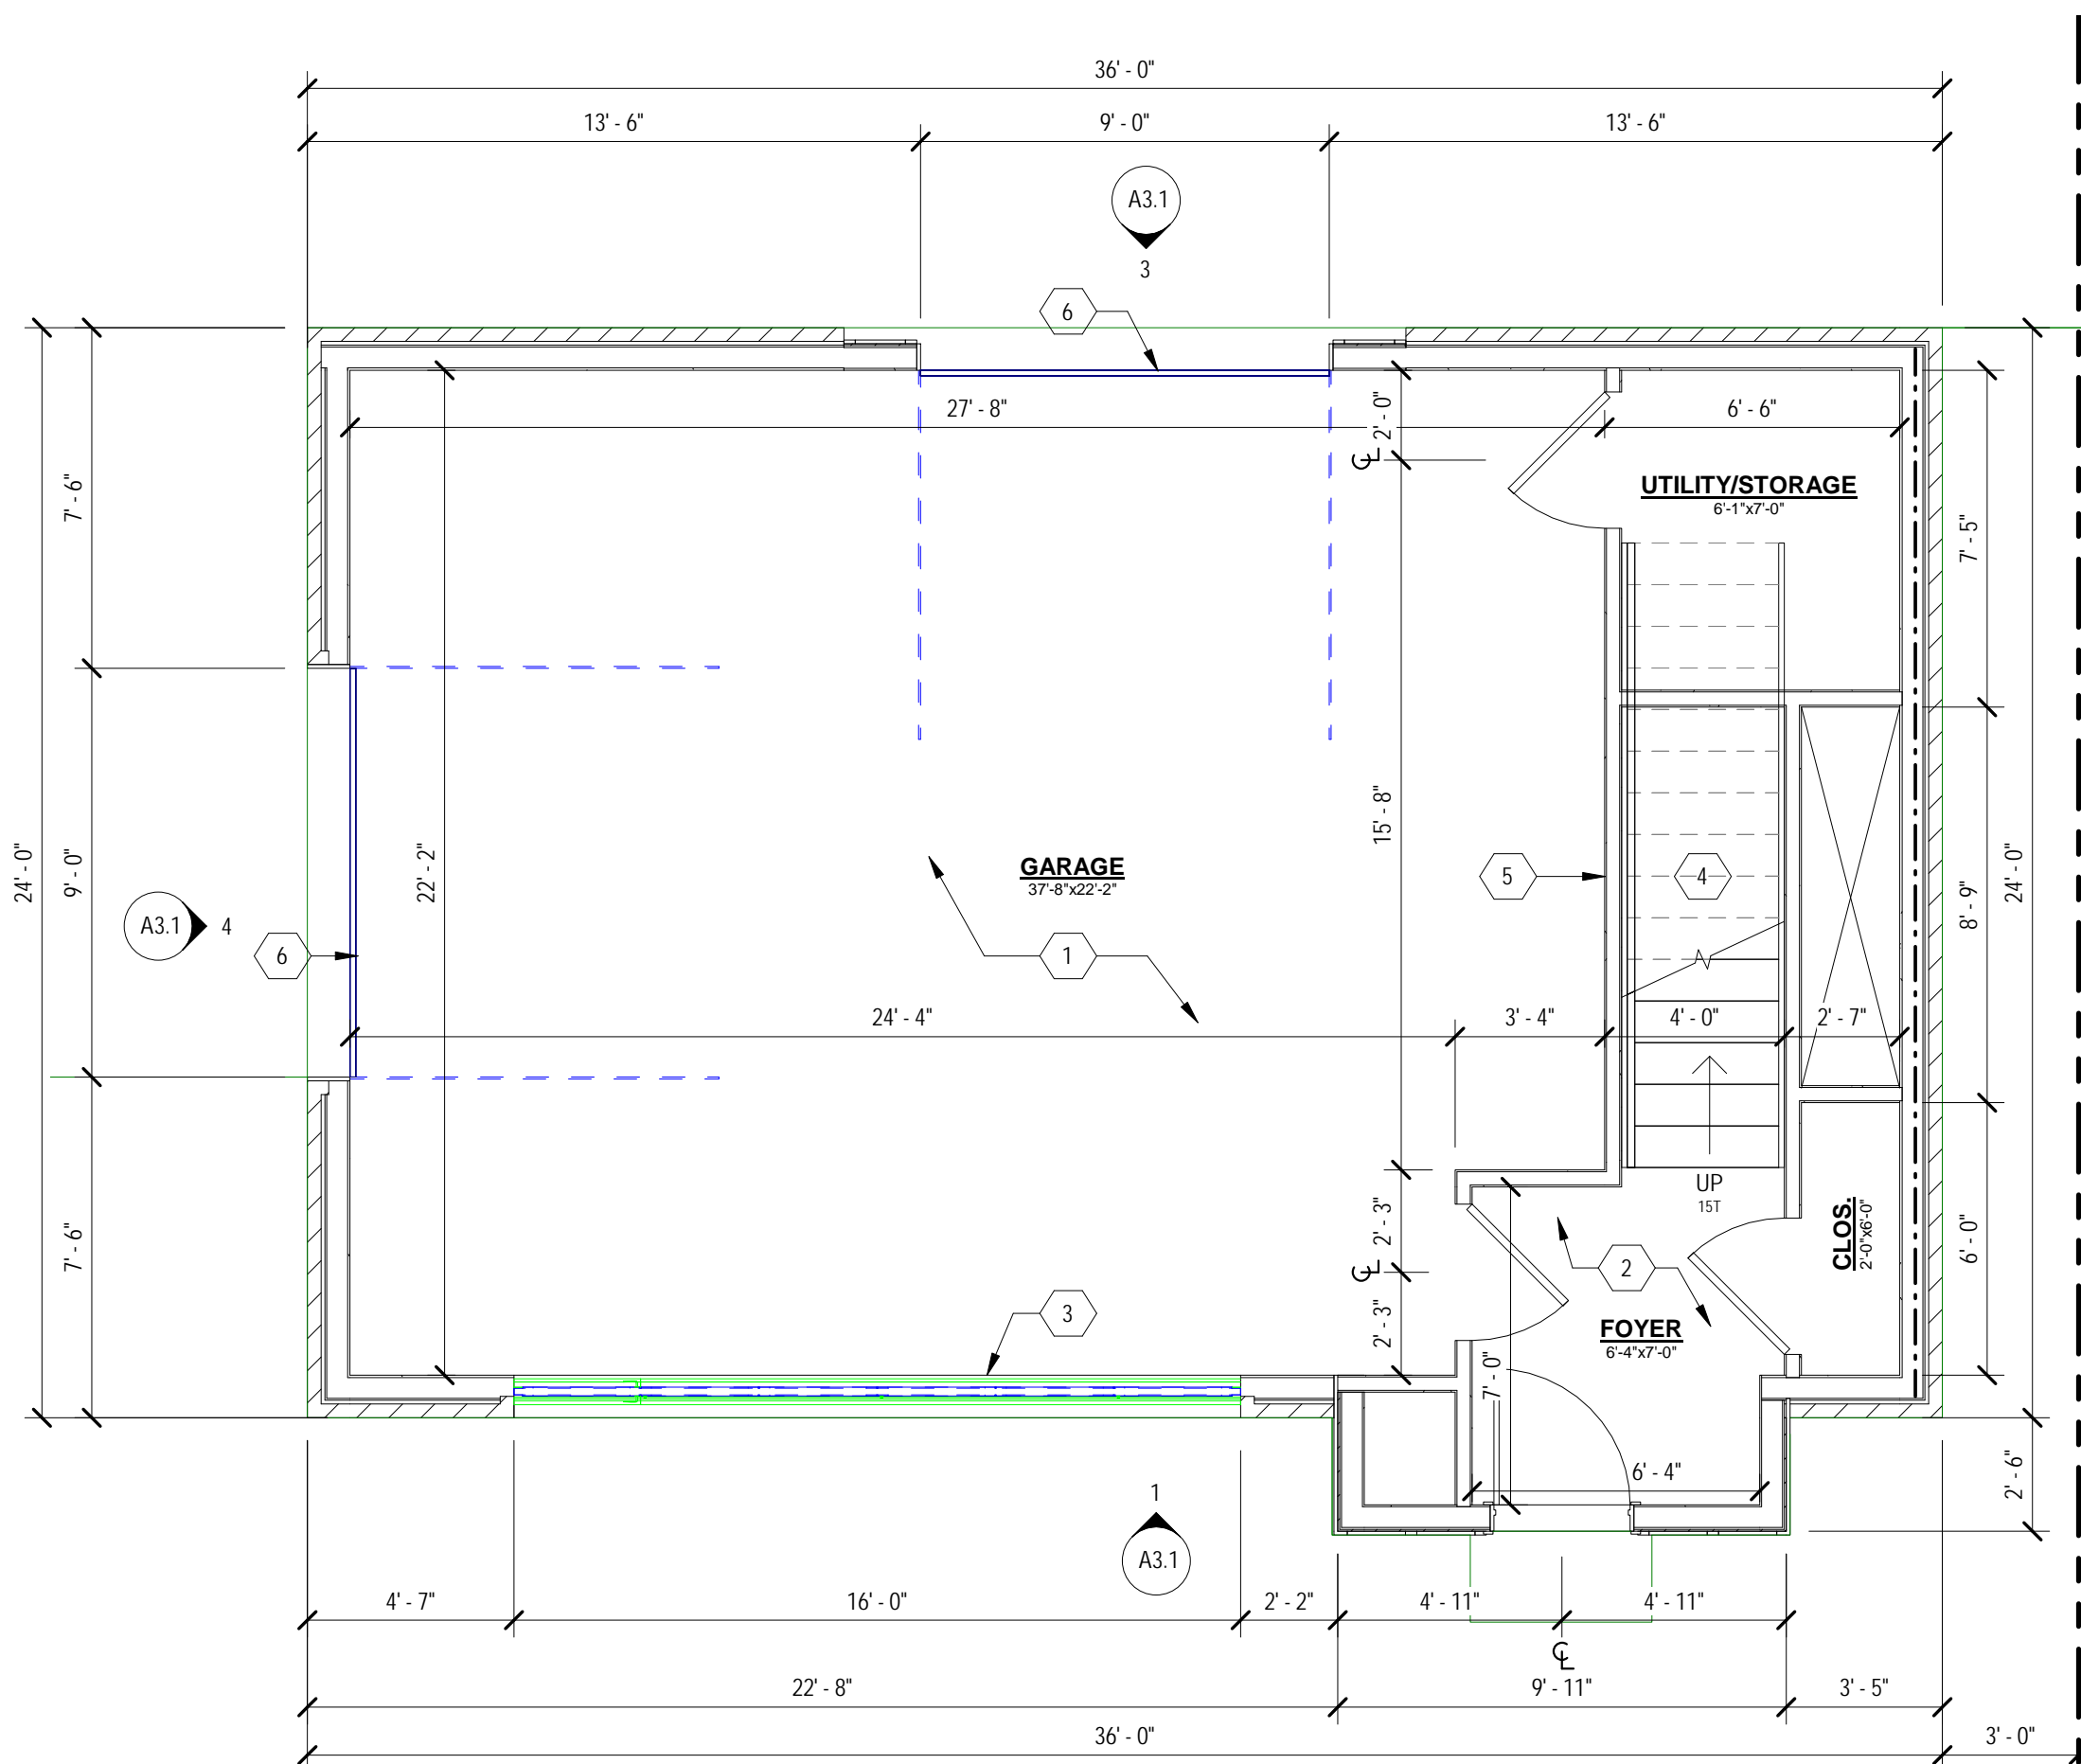 36' - 0"
13' - 6"
9' - 0"
13' - 6"
A3.1
3
6
27' - 8"
2' - 0"
6' - 6"
7' - 6"
UTILITY/STORAGE
6'-1"x7'-0"
7' - 5"
24' - 0"
9' - 0"
22' - 2"
15' - 8"
GARAGE
37'-8"x22'-2"
5
4
8' - 9"
24' - 0"
A3.1
4
6
1
24' - 4"
3' - 4"
4' - 0"
2' - 7"
UP
15T
7' - 6"
2' - 3"
CL
2' - 3"
2
CLOS.
2'-0"x6'-0"
6' - 0"
3
FOYER
6'-4"x7'-0"
7' - 0"
6' - 4"
2' - 6"
1
A3.1
4' - 7"
16' - 0"
2' - 2"
4' - 11"
4' - 11"
CL
22' - 8"
9' - 11"
3' - 5"
36' - 0"
3' - 0"
CL